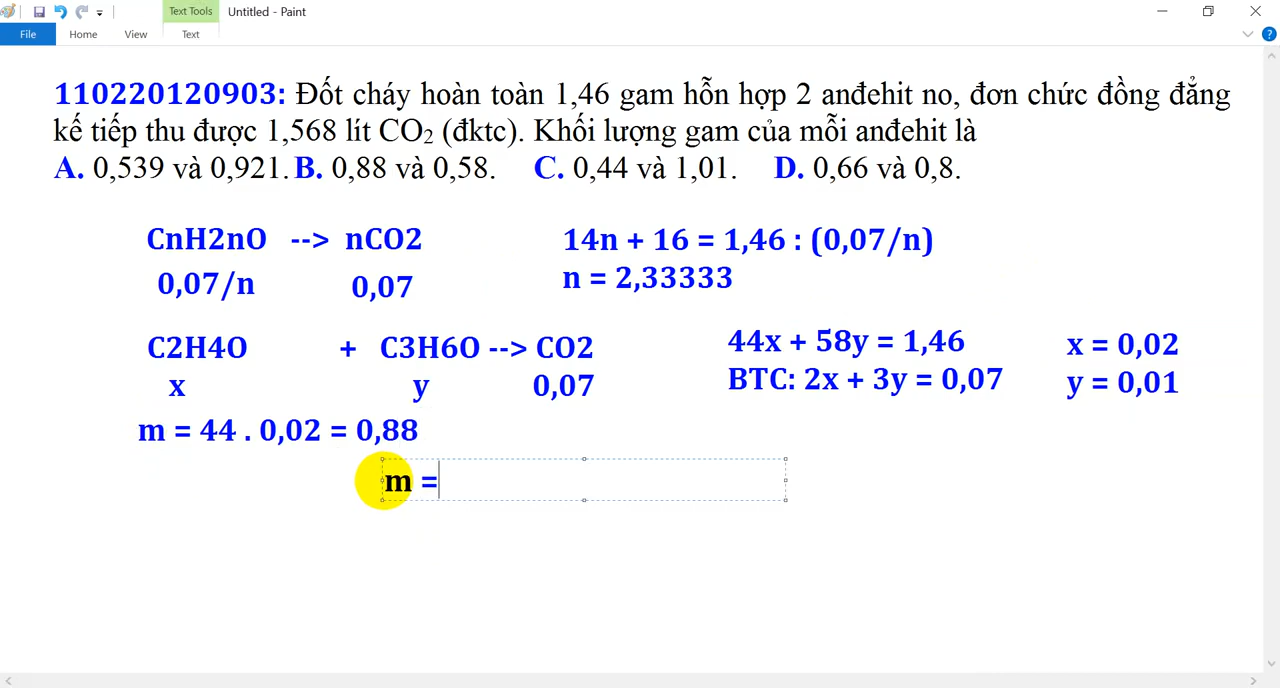 Text Tools Untitled - Paint
File Home View Text ?
110220120903: Đốt cháy hoàn toàn 1,46 gam hỗn hợp 2 anđehit no, đơn chức đồng đẳng
kế tiếp thu được 1,568 lít CO₂ (đktc). Khối lượng gam của mỗi anđehit là
A. 0,539 và 0,921. B. 0,88 và 0,58. C. 0,44 và 1,01. D. 0,66 và 0,8.
CnH2nO --> nCO2 14n + 16 = 1,46 : (0,07/n)
0,07/n 0,07 n = 2,33333
C2H4O + C3H6O --> CO2 44x + 58y = 1,46 x = 0,02
x y 0,07 BTC: 2x + 3y = 0,07 y = 0,01
m = 44 . 0,02 = 0,88
m =